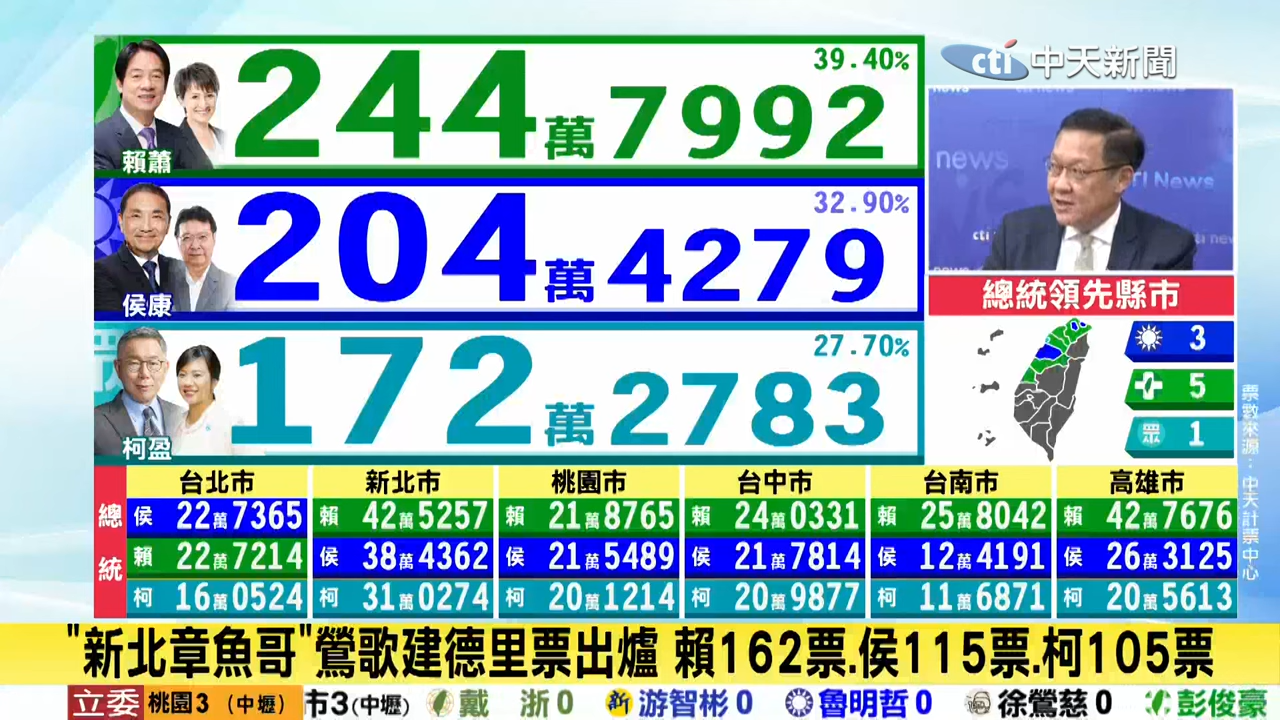 39.40%
244萬7992
賴蕭
32.90%
204萬4279
侯康
27.70%
172萬2783
柯盈
cti 中天新聞
news
TI News
總統領先縣市
3
5
眾 1
票數來源：中天計票中心
總統
台北市 新北市 桃園市 台中市 台南市 高雄市
侯 22萬7365 賴 42萬5257 賴 21萬8765 賴 24萬0331 賴 25萬8042 賴 42萬7676
賴 22萬7214 侯 38萬4362 侯 21萬5489 侯 21萬7814 侯 12萬4191 侯 26萬3125
柯 16萬0524 柯 31萬0274 柯 20萬1214 柯 20萬9877 柯 11萬6871 柯 20萬5613
"新北章魚哥"鶯歌建德里票出爐 賴162票.侯115票.柯105票
立委 桃園3（中壢） 市3(中壢) 戴 浙 0 新 游智彬 0 魯明哲 0 徐鶯慈 0 彭俊豪